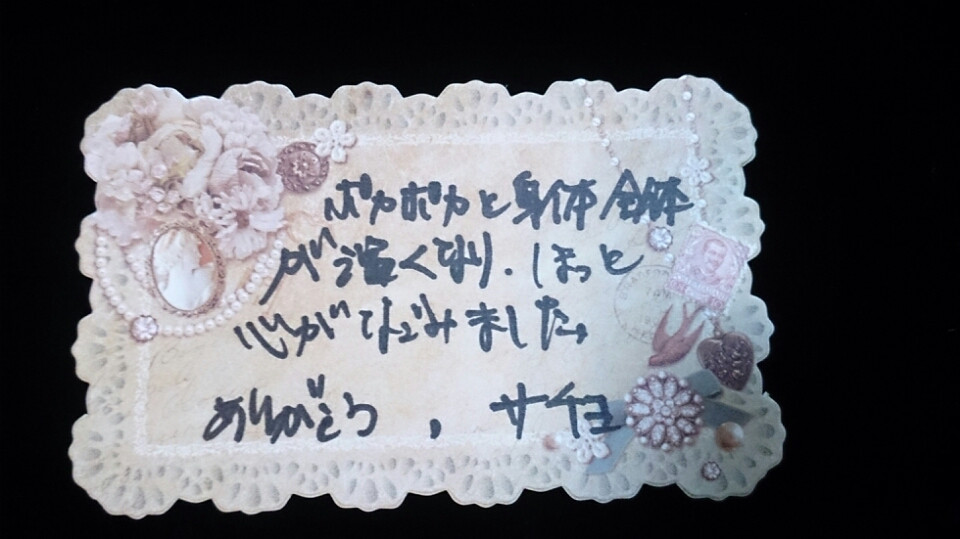 ポカポカと身体全体
が温くなり、ほっと
心がなごみました。
ありがとう、サチヨ